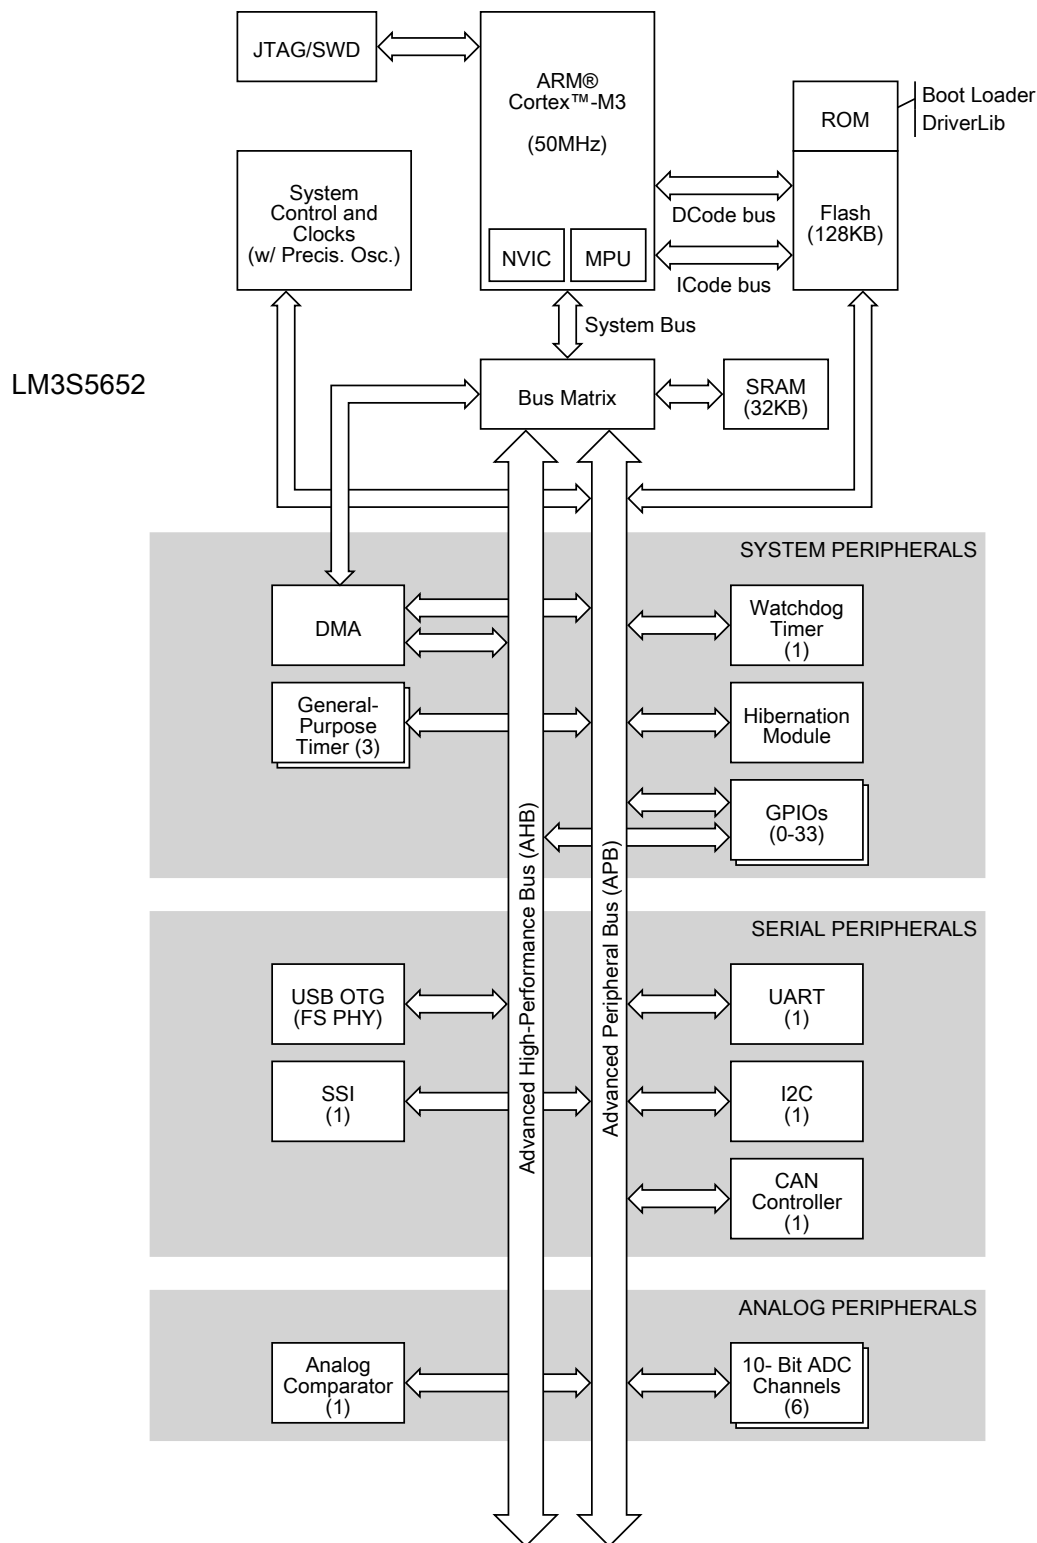 JTAG/SWD
ARM®
Cortex™-M3
(50MHz)
NVIC
MPU
ROM
Boot Loader
DriverLib
Flash
(128KB)
DCode bus
ICode bus
System
Control and
Clocks
(w/ Precis. Osc.)
System Bus
LM3S5652
Bus Matrix
SRAM
(32KB)
SYSTEM PERIPHERALS
DMA
Watchdog
Timer
(1)
General-
Purpose
Timer (3)
Hibernation
Module
GPIOs
(0-33)
Advanced High-Performance Bus (AHB)
Advanced Peripheral Bus (APB)
SERIAL PERIPHERALS
USB OTG
(FS PHY)
UART
(1)
SSI
(1)
I2C
(1)
CAN
Controller
(1)
ANALOG PERIPHERALS
Analog
Comparator
(1)
10- Bit ADC
Channels
(6)